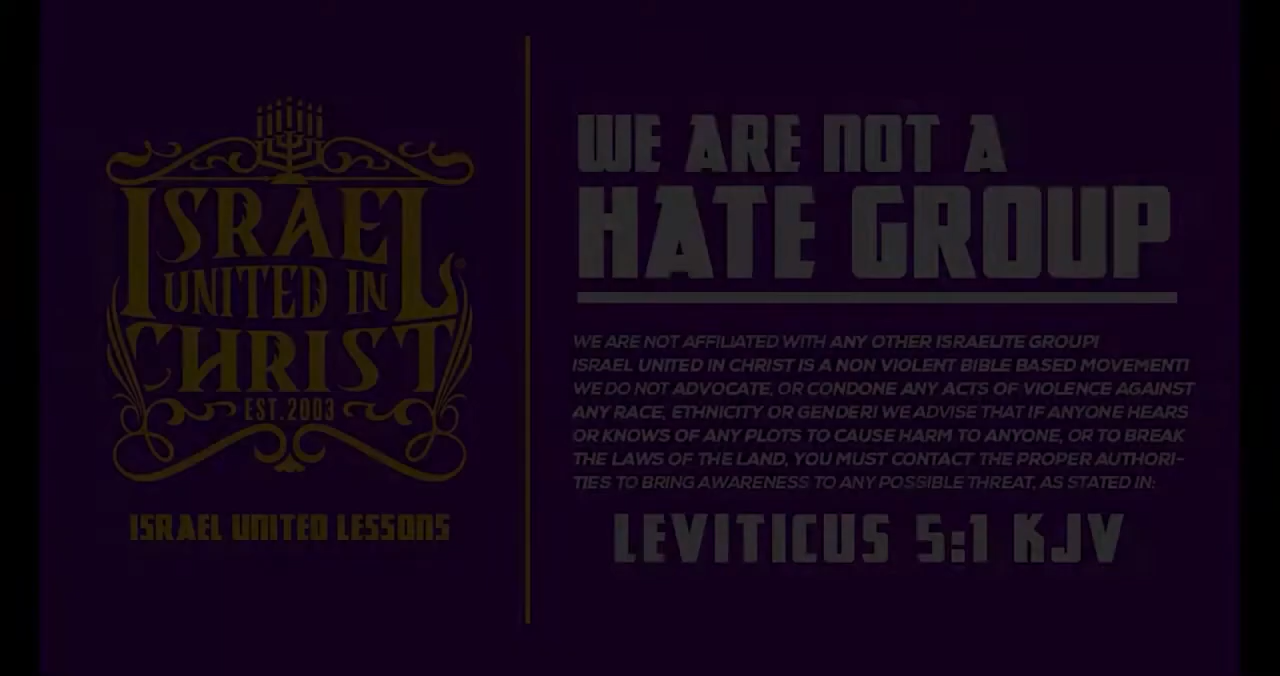 ISRAEL
UNITED IN
CHRIST
EST. 2003
ISRAEL UNITED LESSONS
WE ARE NOT A
HATE GROUP
WE ARE NOT AFFILIATED WITH ANY OTHER ISRAELITE GROUP!
ISRAEL UNITED IN CHRIST IS A NON VIOLENT BIBLE BASED MOVEMENT!
WE DO NOT ADVOCATE, OR CONDONE ANY ACTS OF VIOLENCE AGAINST
ANY RACE, ETHNICITY OR GENDER! WE ADVISE THAT IF ANYONE HEARS
OR KNOWS OF ANY PLOTS TO CAUSE HARM TO ANYONE, OR TO BREAK
THE LAWS OF THE LAND, YOU MUST CONTACT THE PROPER AUTHORI-
TIES TO BRING AWARENESS TO ANY POSSIBLE THREAT, AS STATED IN:
LEVITICUS 5:1 KJV